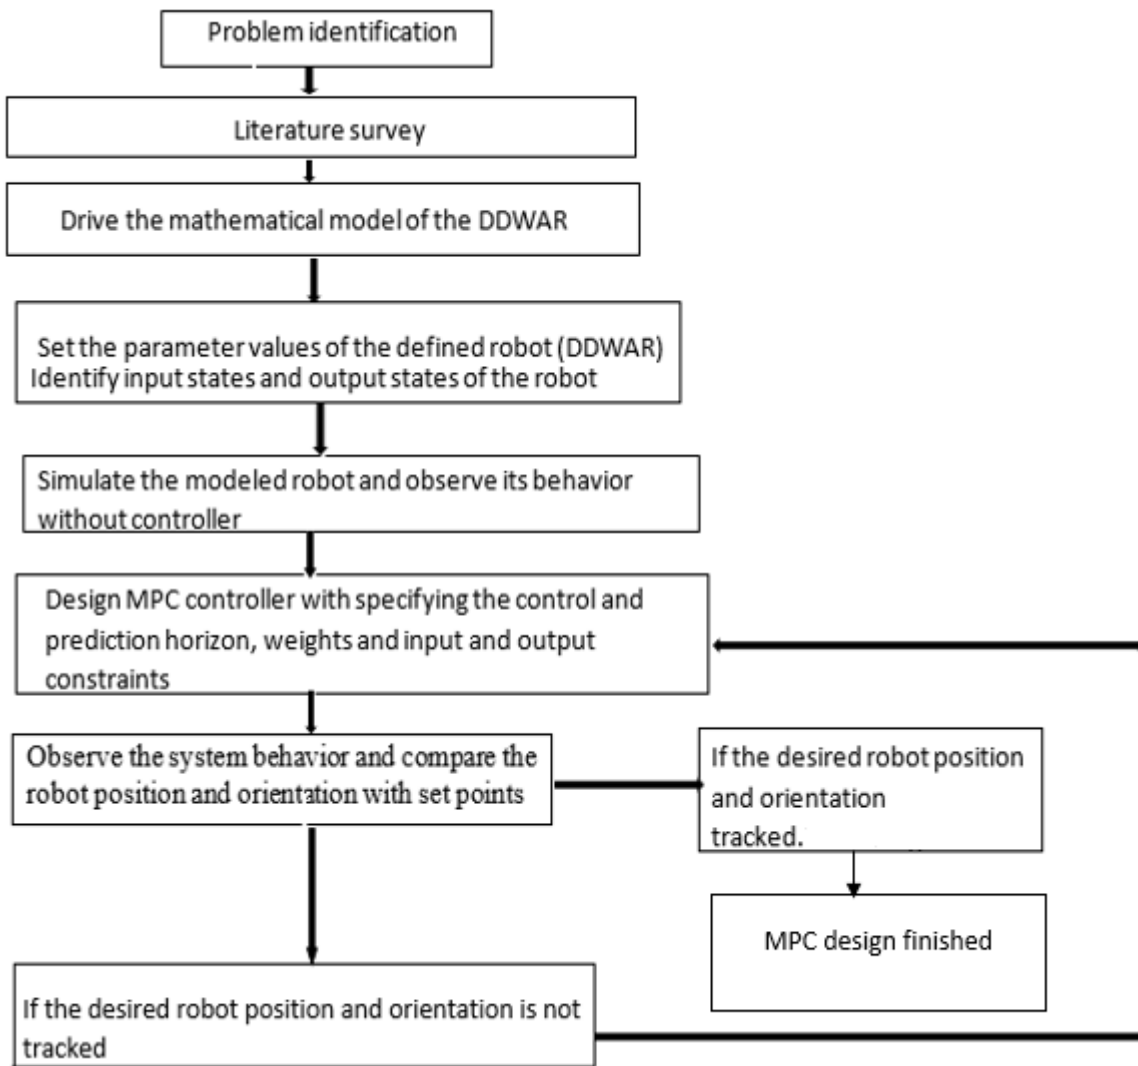 Problem identification
Literature survey
Drive the mathematical model of the DDWAR
Set the parameter values of the defined robot (DDWAR)
Identify input states and output states of the robot
Simulate the modeled robot and observe its behavior
without controller
Design MPC controller with specifying the control and
prediction horizon, weights and input and output
constraints
Observe the system behavior and compare the
robot position and orientation with set points
If the desired robot position
and orientation
tracked.
MPC design finished
If the desired robot position and orientation is not
tracked